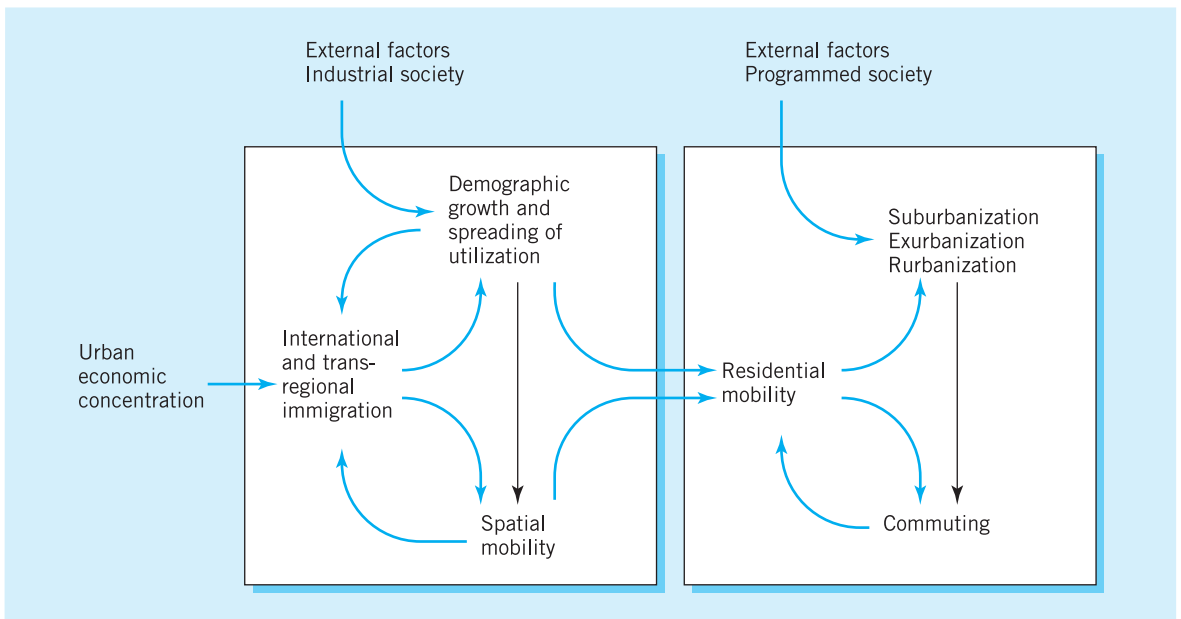 External factors
Industrial society
External factors
Programmed society
Demographic
growth and
spreading of
utilization
Suburbanization
Exurbanization
Rurbanization
International
and trans-
regional
immigration
Urban
economic
concentration
Residential
mobility
Spatial
mobility
Commuting